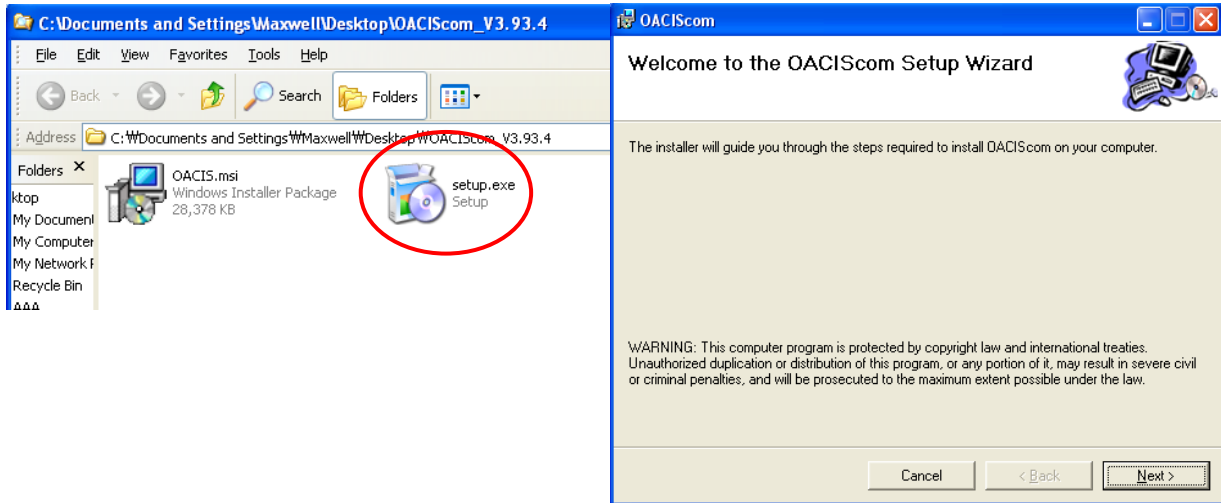 C:\Documents and Settings\Maxwell\Desktop\OACIScom_V3.93.4
File Edit View Favorites Tools Help
Back Search Folders
Address C:₩Documents and Settings₩Maxwell₩Desktop₩OACIScom_V3.93.4
Folders X
ktop
My Document
My Computer
My Network
Recycle Bin
AAA
OACIS.msi
Windows Installer Package
28,378 KB
setup.exe
Setup
OACIScom
Welcome to the OACIScom Setup Wizard
The installer will guide you through the steps required to install OACIScom on your computer.
WARNING: This computer program is protected by copyright law and international treaties.
Unauthorized duplication or distribution of this program, or any portion of it, may result in severe civil
or criminal penalties, and will be prosecuted to the maximum extent possible under the law.
Cancel < Back Next >